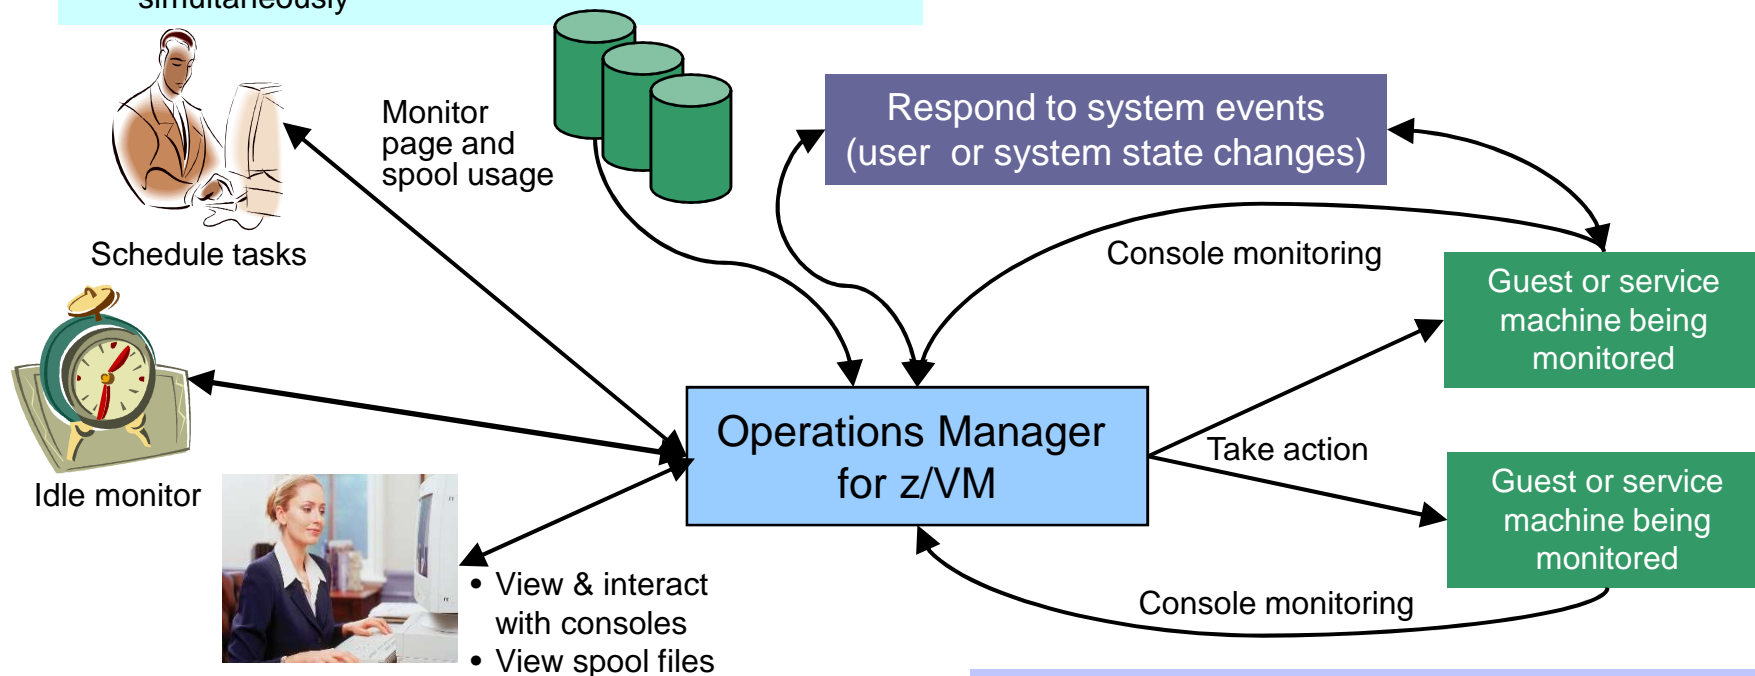 simultaneously
Monitor
page and
spool usage
Respond to system events
(user or system state changes)
Schedule tasks
Console monitoring
Guest or service
machine being
monitored
Operations Manager
for z/VM
Take action
Idle monitor
Guest or service
machine being
monitored
• View & interact
with consoles
• View spool files
Console monitoring